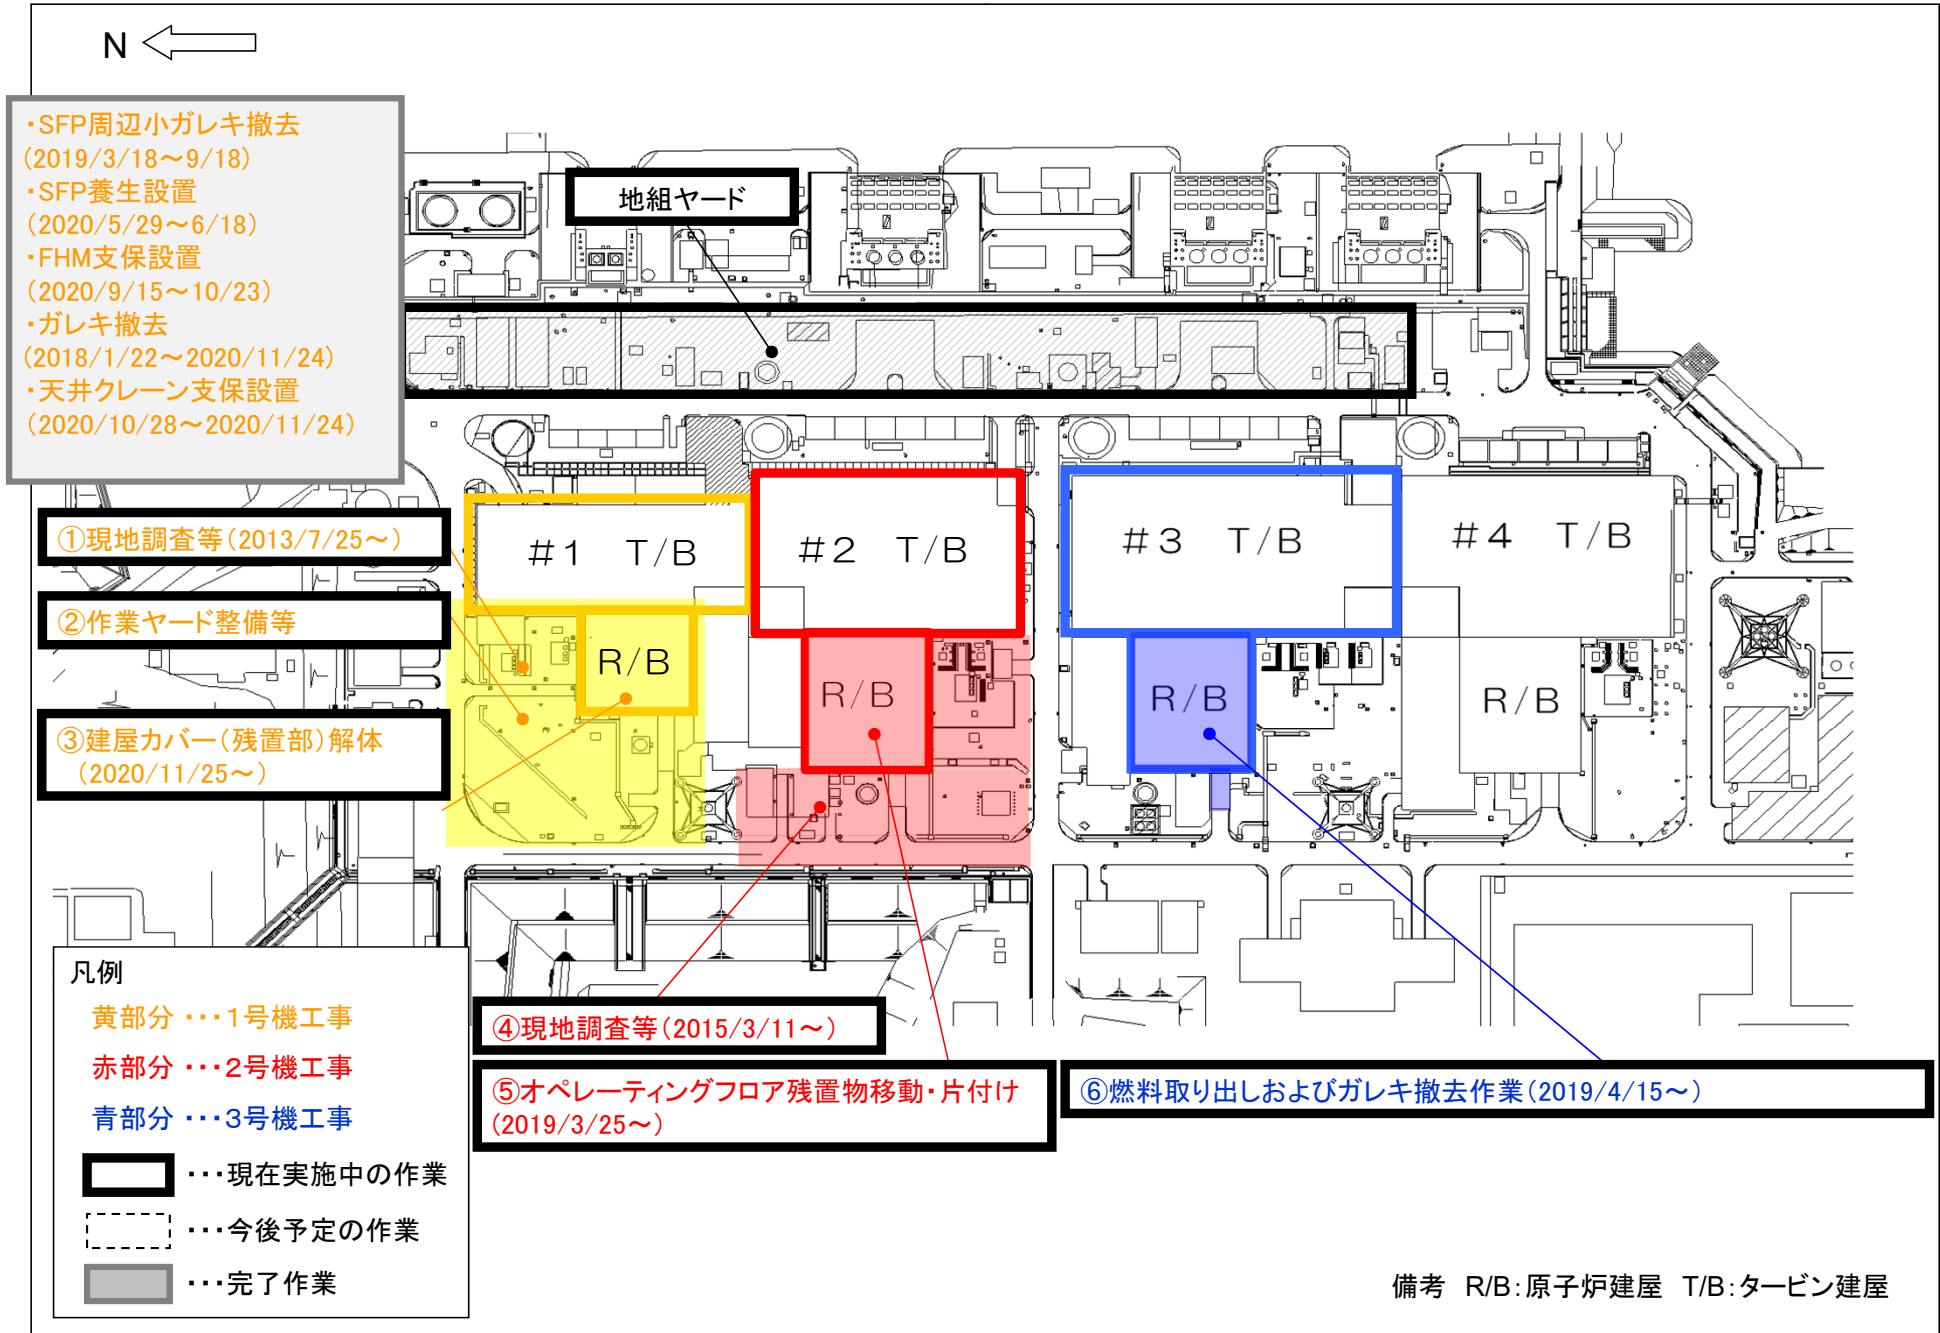 N
・SFP周辺小ガレキ撤去
(2019/3/18～9/18)
・SFP養生設置
(2020/5/29～6/18)
・FHM支保設置
(2020/9/15～10/23)
・ガレキ撤去
(2018/1/22～2020/11/24)
・天井クレーン支保設置
(2020/10/28～2020/11/24)
地組ヤード
①現地調査等(2013/7/25～)
②作業ヤード整備等
③建屋カバー(残置部)解体
(2020/11/25～)
#1 T/B
#2 T/B
#3 T/B
#4 T/B
R/B
R/B
R/B
R/B
④現地調査等(2015/3/11～)
⑤オペレーティングフロア残置物移動・片付け
(2019/3/25～)
⑥燃料取り出しおよびガレキ撤去作業(2019/4/15～)
凡例
黄部分 ・・・1号機工事
赤部分 ・・・2号機工事
青部分 ・・・3号機工事
・・・現在実施中の作業
・・・今後予定の作業
・・・完了作業
備考 R/B:原子炉建屋 T/B:タービン建屋